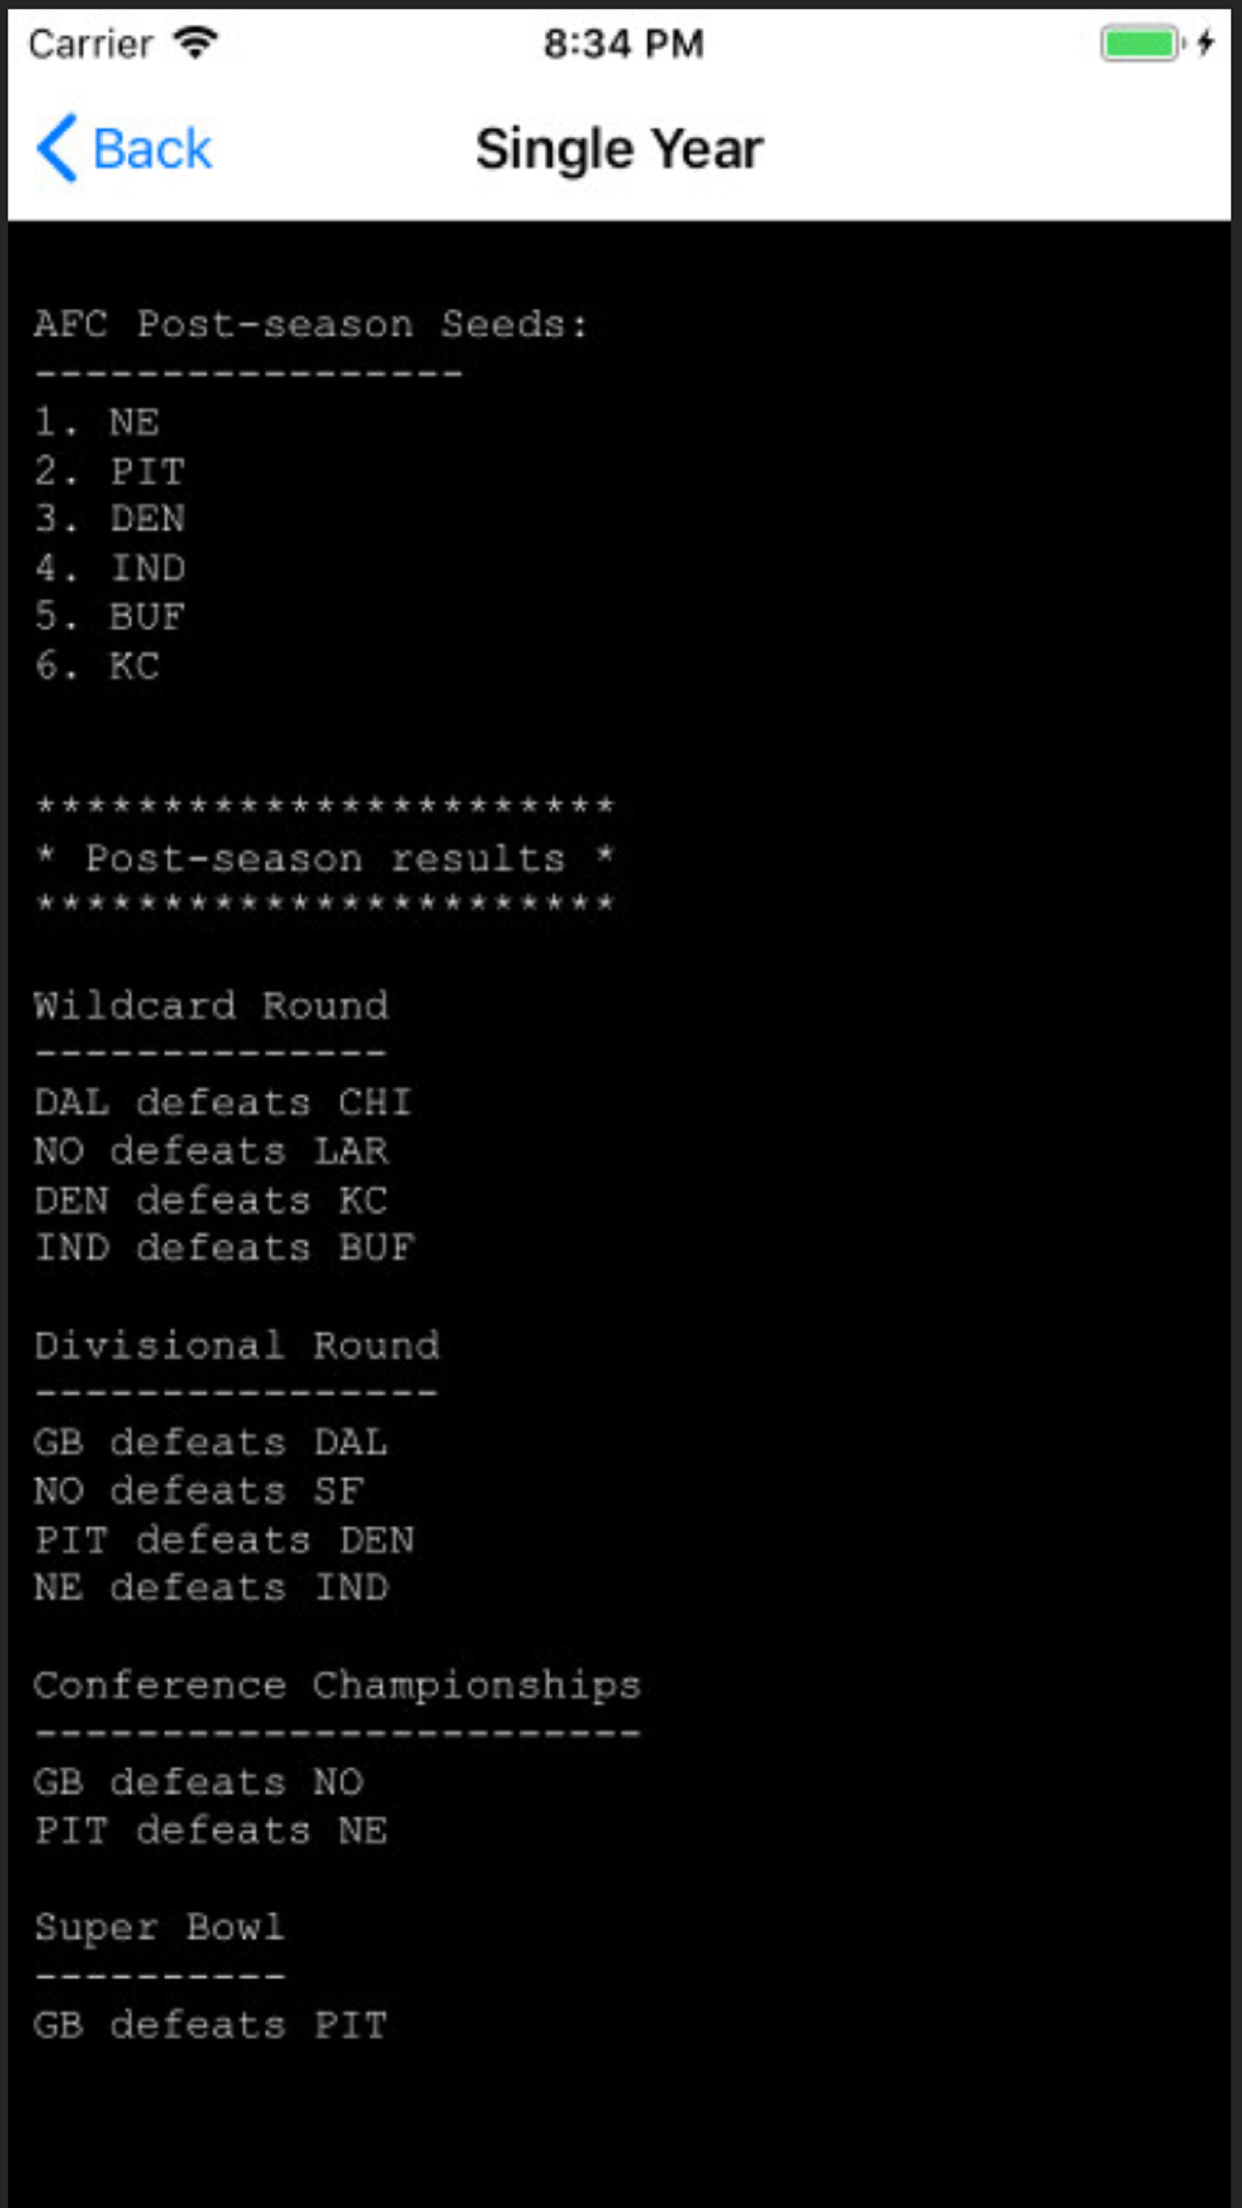 Carrier 8:34 PM
Back Single Year
AFC Post-season Seeds:
-----------------
1. NE
2. PIT
3. DEN
4. IND
5. BUF
6. KC
***********************
* Post-season results *
***********************
Wildcard Round
--------------
DAL defeats CHI
NO defeats LAR
DEN defeats KC
IND defeats BUF
Divisional Round
----------------
GB defeats DAL
NO defeats SF
PIT defeats DEN
NE defeats IND
Conference Championships
------------------------
GB defeats NO
PIT defeats NE
Super Bowl
----------
GB defeats PIT